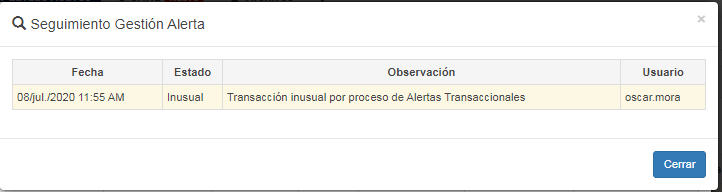 Seguimiento Gestión Alerta
×
Fecha Estado Observación Usuario
08/jul./2020 11:55 AM Inusual Transacción inusual por proceso de Alertas Transaccionales oscar.mora
Cerrar